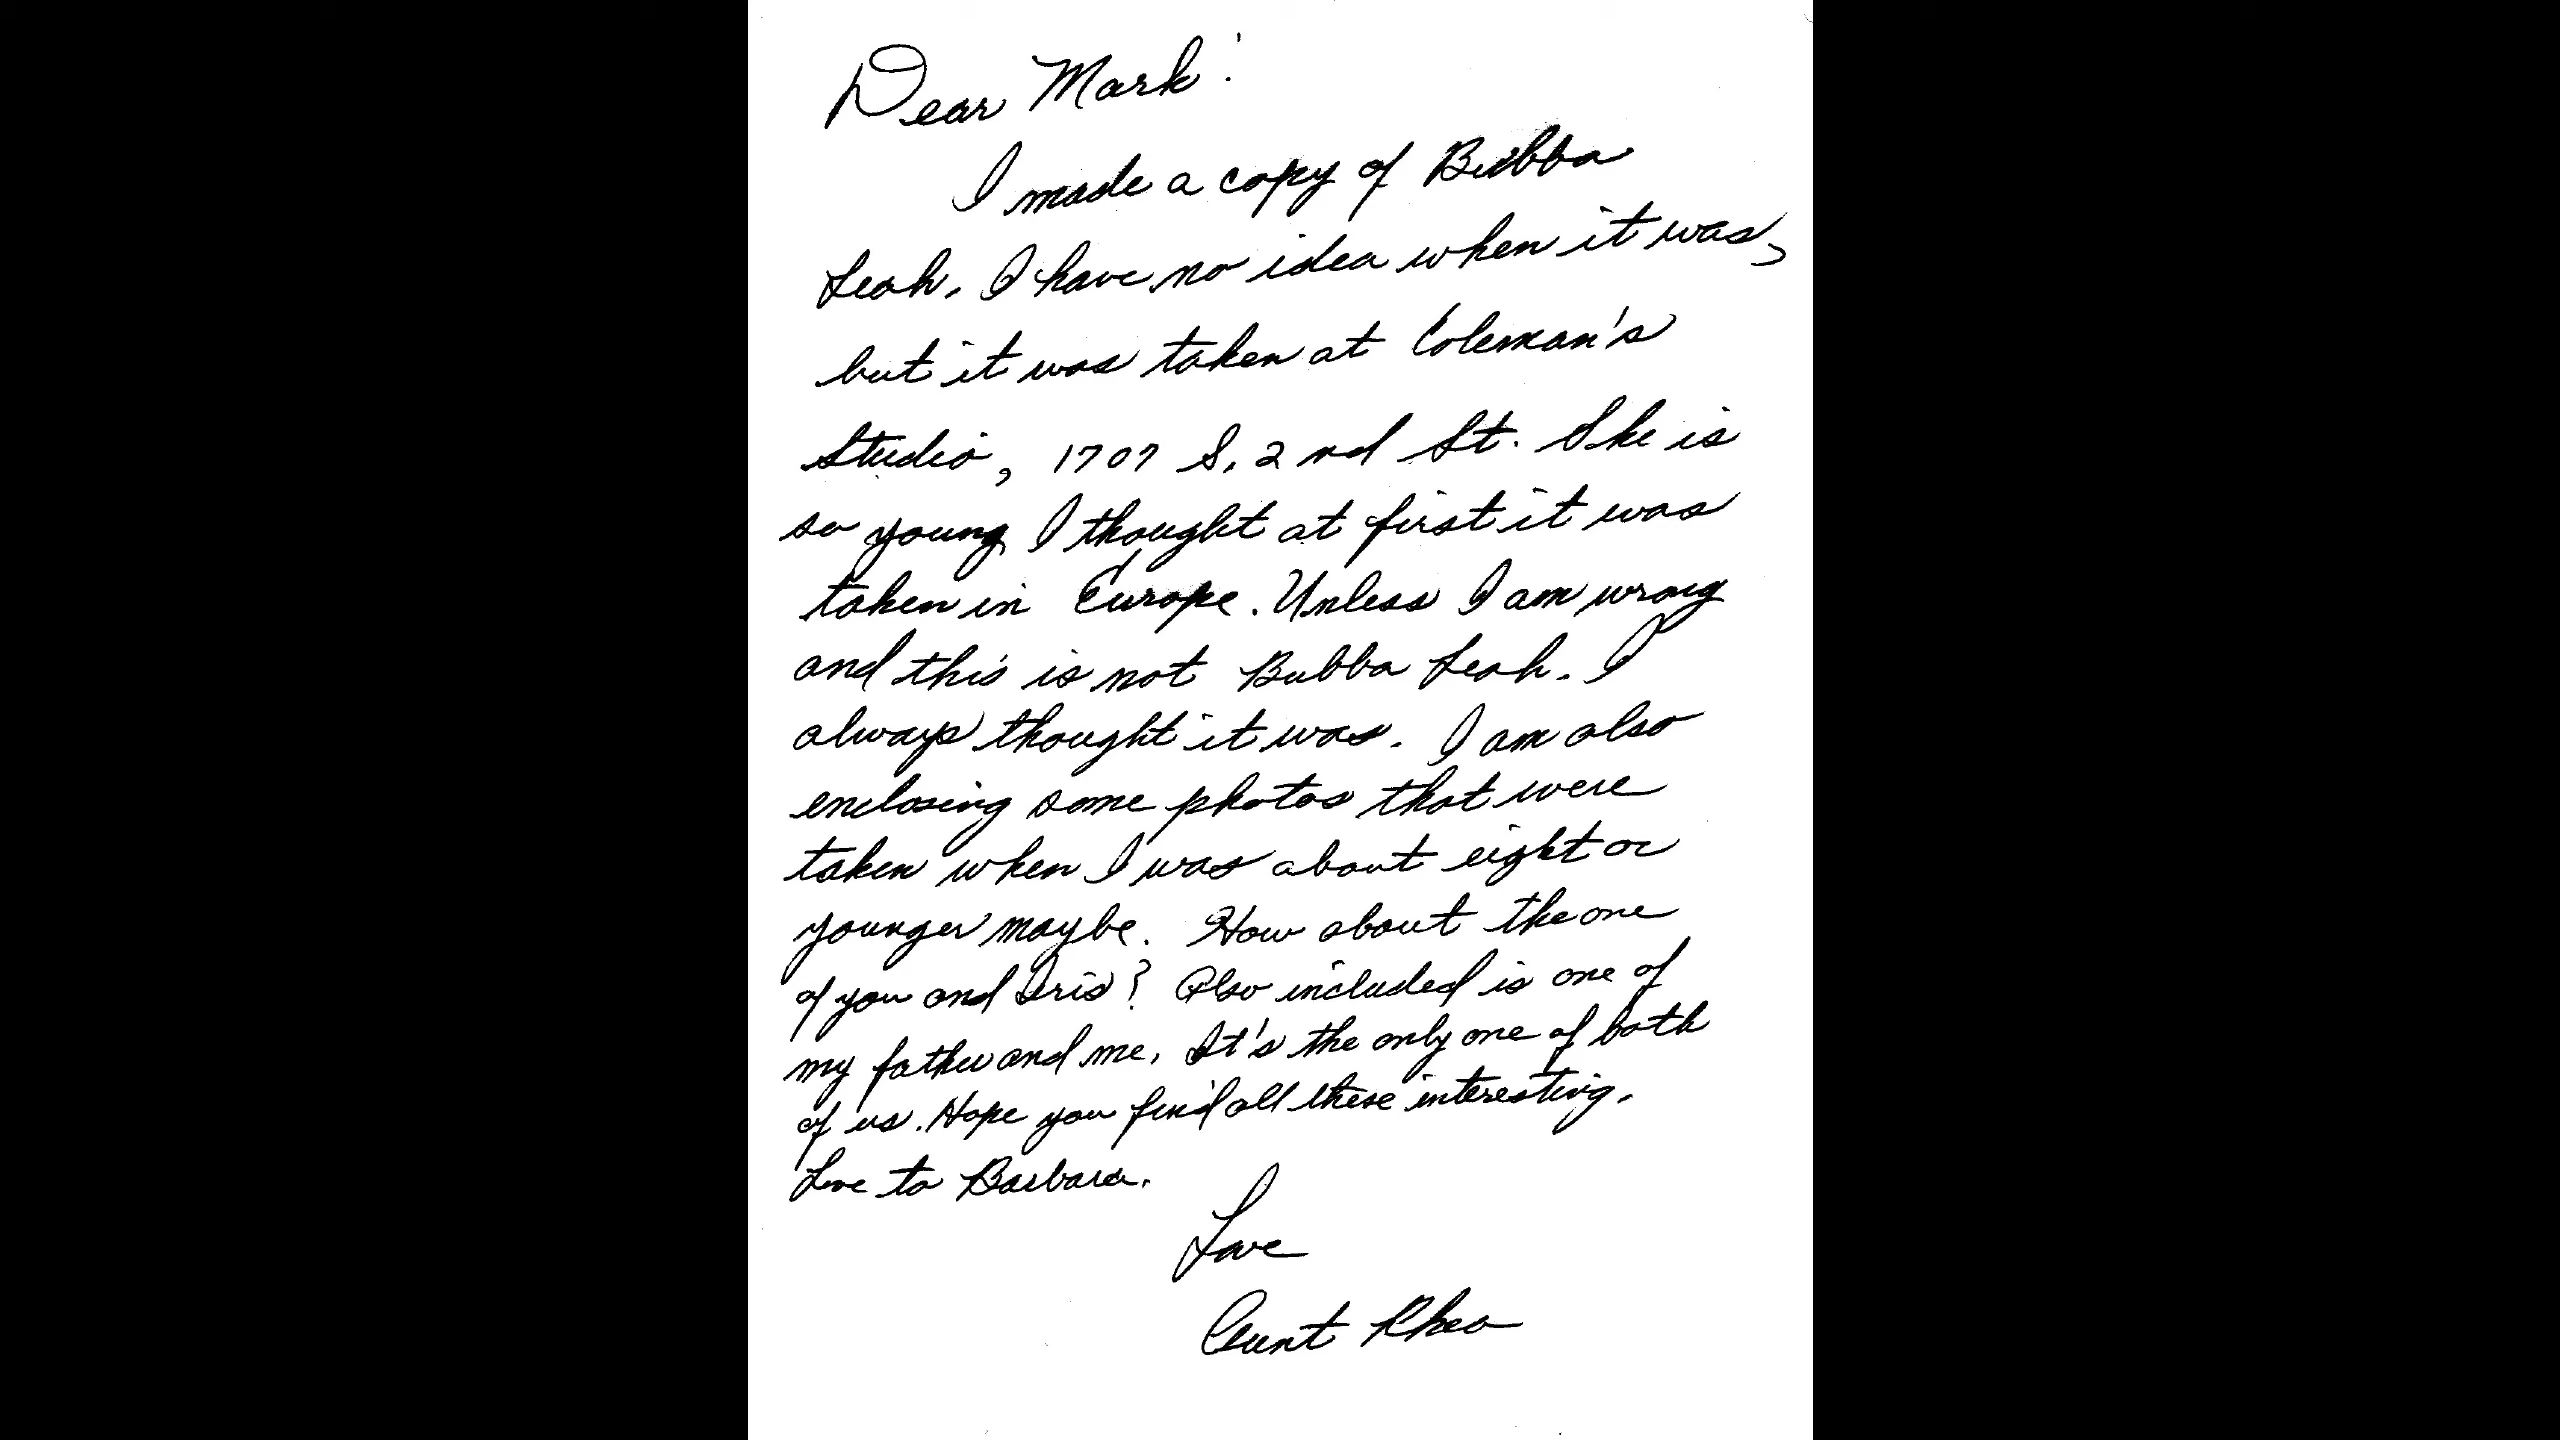 Dear Mark:
I made a copy of Bubba
Leah. I have no idea when it was,
but it was taken at Coleman's
Studio, 1707 S. 2nd St. She is
so young I thought at first it was
taken in Europe. Unless I am wrong
and this is not Bubba Leah. I
always thought it was. I am also
enclosing some photos that were
taken when I was about eight or
younger maybe. How about the one
of you and Iris? Also included is one of
my father and me. It's the only one of both
of us. Hope you find all these interesting.
Love to Barbara.
Love
Aunt Rhea